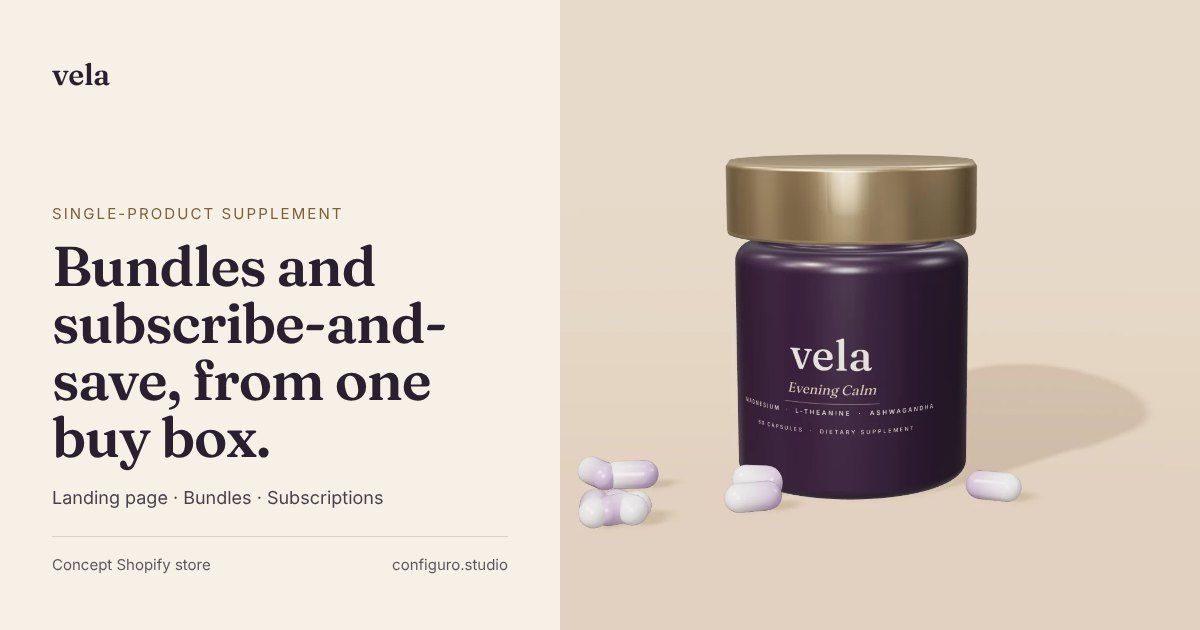 vela
SINGLE-PRODUCT SUPPLEMENT
Bundles and
subscribe-and-
save, from one
buy box.
Landing page · Bundles · Subscriptions
Concept Shopify store
configuro.studio
vela
Evening Calm
MAGNESIUM · L-THEANINE · ASHWAGANDHA
60 CAPSULES · DIETARY SUPPLEMENT